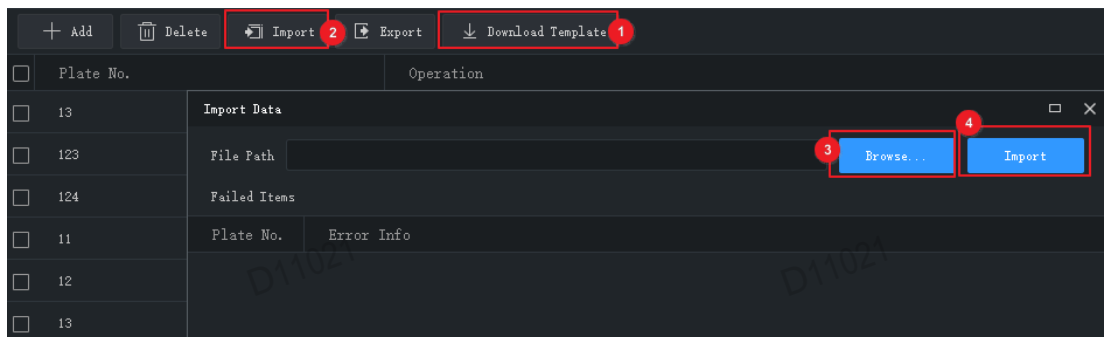 Add Delete Import 2 Export Download Template 1
Plate No. Operation
13 Import Data
4
123 File Path 3 Browse... Import
124 Failed Items
11 Plate No. Error Info
12 D11021 D11021
13